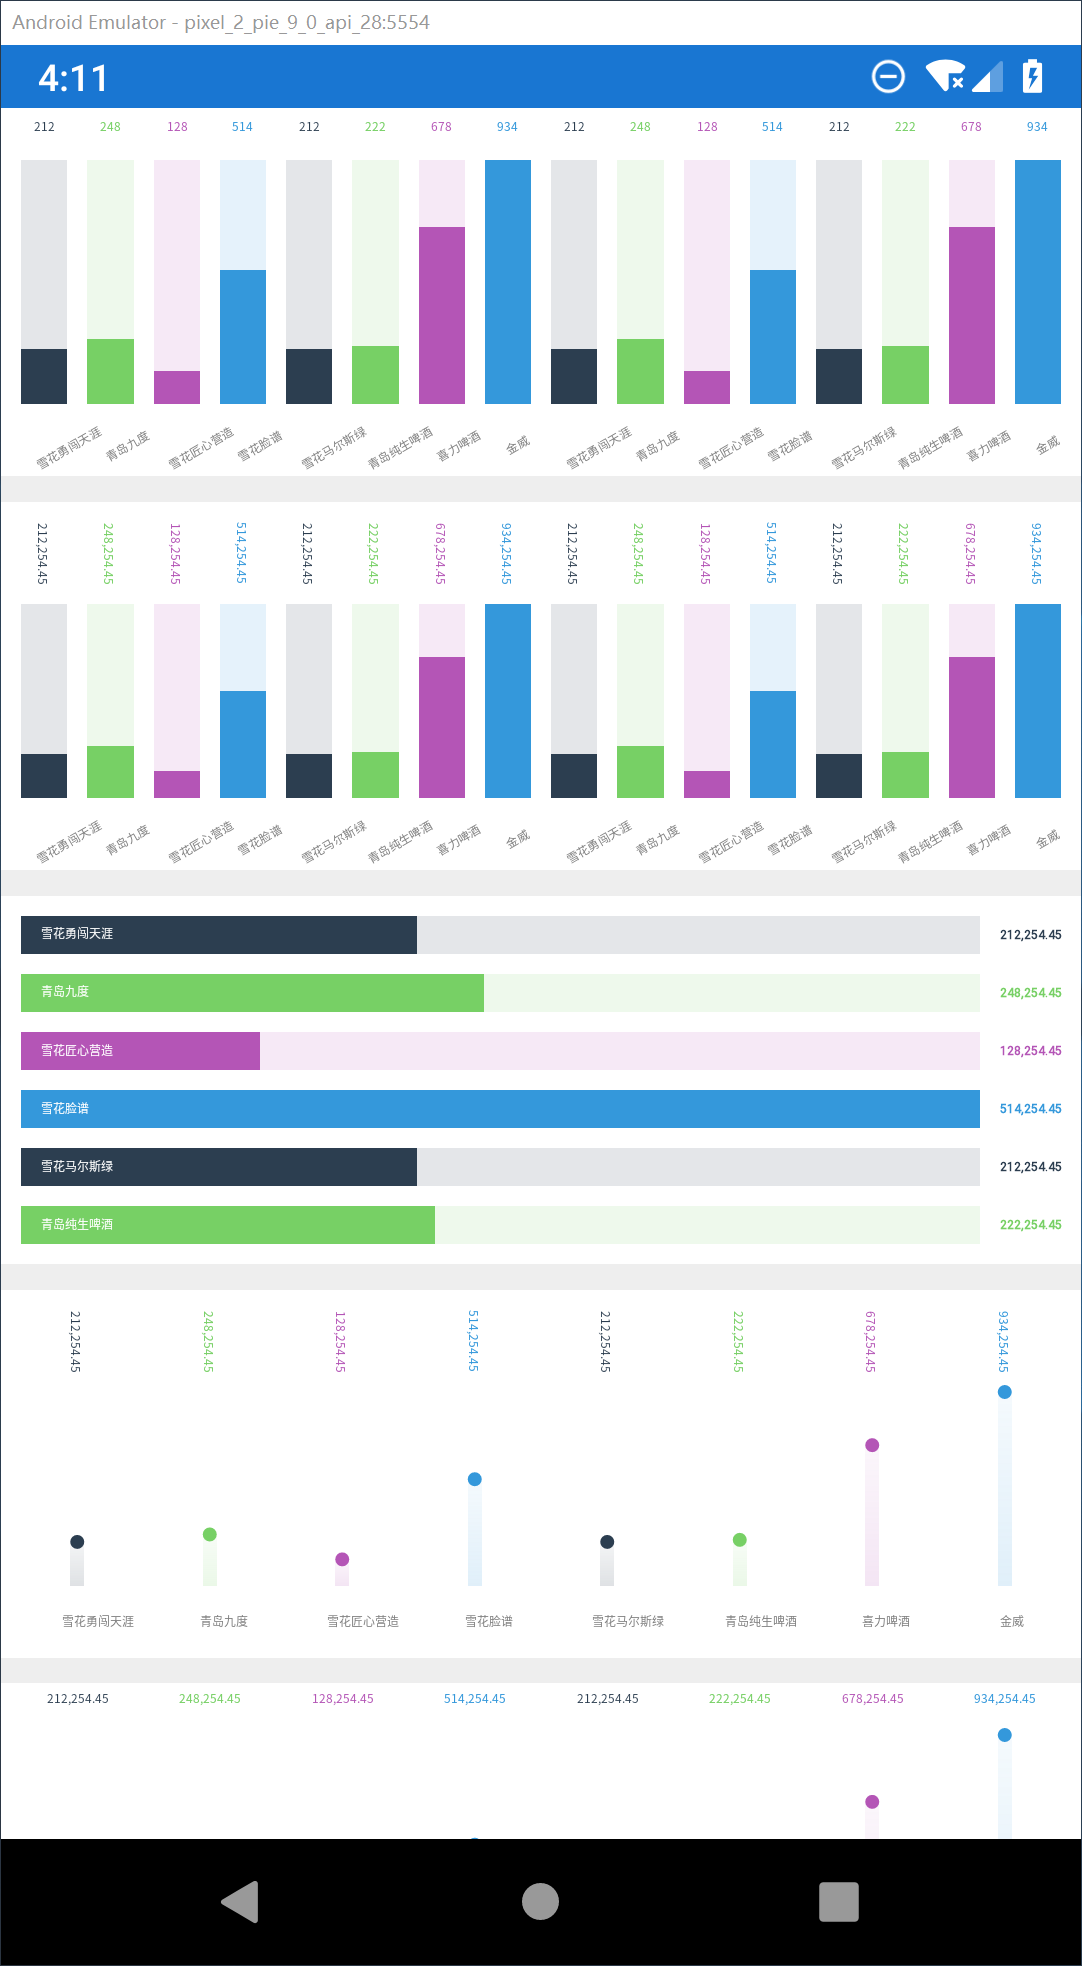 Android Emulator - pixel_2_pie_9_0_api_28:5554
4:11
212 248 128 514 212 222 678 934 212 248 128 514 212 222 678 934
雪花勇闯天涯 青岛九度 雪花匠心营造 雪花脸谱 雪花马尔斯绿 青岛纯生啤酒 喜力啤酒 金威 雪花勇闯天涯 青岛九度 雪花匠心营造 雪花脸谱 雪花马尔斯绿 青岛纯生啤酒 喜力啤酒 金威
212,254.45 248,254.45 128,254.45 514,254.45 212,254.45 222,254.45 678,254.45 934,254.45 212,254.45 248,254.45 128,254.45 514,254.45 212,254.45 222,254.45 678,254.45 934,254.45
雪花勇闯天涯 青岛九度 雪花匠心营造 雪花脸谱 雪花马尔斯绿 青岛纯生啤酒 喜力啤酒 金威 雪花勇闯天涯 青岛九度 雪花匠心营造 雪花脸谱 雪花马尔斯绿 青岛纯生啤酒 喜力啤酒 金威
雪花勇闯天涯 212,254.45
青岛九度 248,254.45
雪花匠心营造 128,254.45
雪花脸谱 514,254.45
雪花马尔斯绿 212,254.45
青岛纯生啤酒 222,254.45
212,254.45 248,254.45 128,254.45 514,254.45 212,254.45 222,254.45 678,254.45 934,254.45
雪花勇闯天涯 青岛九度 雪花匠心营造 雪花脸谱 雪花马尔斯绿 青岛纯生啤酒 喜力啤酒 金威
212,254.45 248,254.45 128,254.45 514,254.45 212,254.45 222,254.45 678,254.45 934,254.45